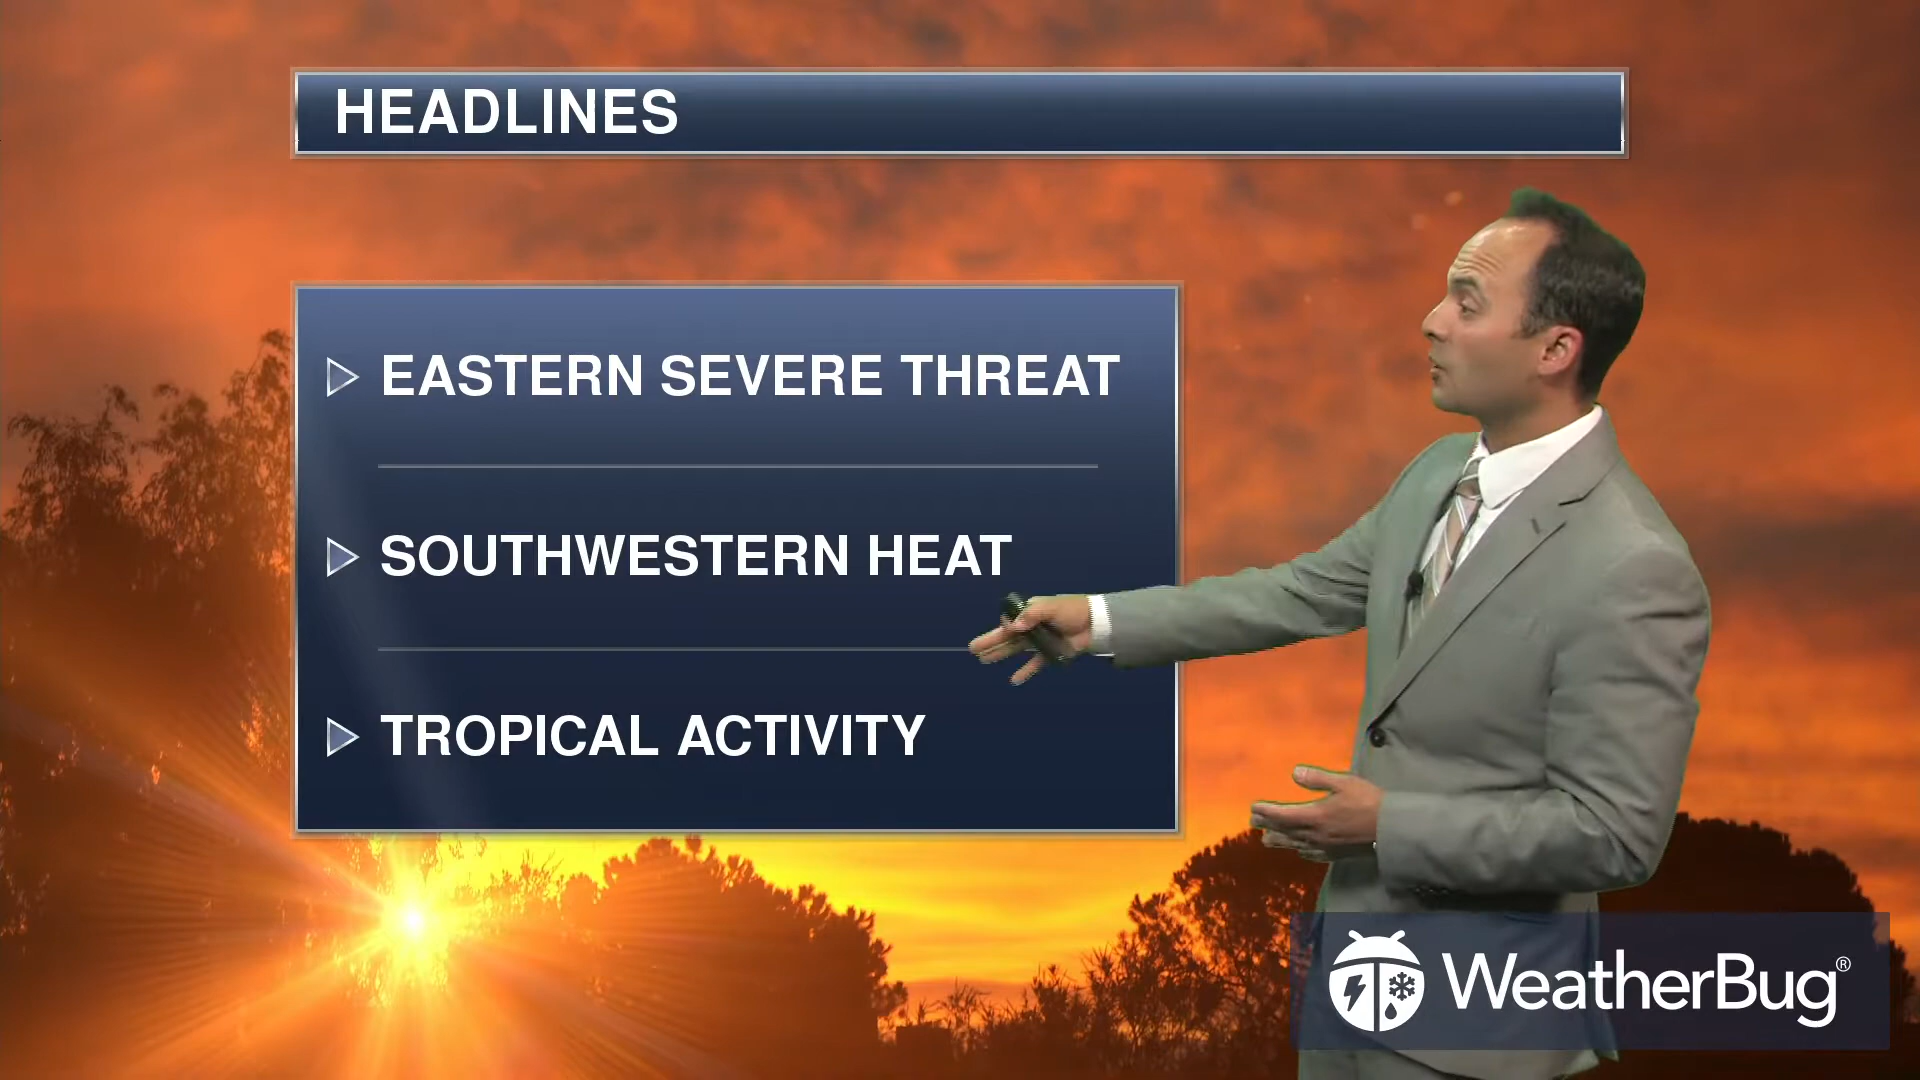 HEADLINES
EASTERN SEVERE THREAT
SOUTHWESTERN HEAT
TROPICAL ACTIVITY
WeatherBug®